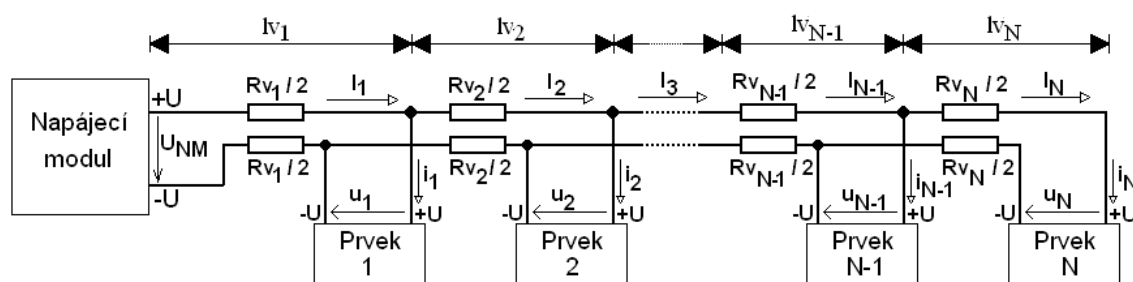 lv1 lv2 lvN-1 lvN
Rv1/2 I1 Rv2/2 I2 I3 RvN-1/2 IN-1 RvN/2 IN
+U
Napájecí modul
UNM
-U
Rv1/2 i1 Rv2/2 i2 RvN-1/2 iN-1 RvN/2 iN
-U u1 +U -U u2 +U -U uN-1 +U -U uN +U
Prvek 1
Prvek 2
Prvek N-1
Prvek N